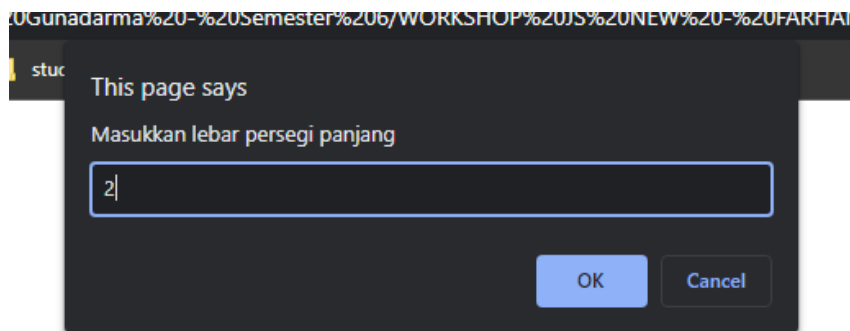 20Gunadarma%20-%20Semester%206/WORKSHOP%20JS%20NEW%20-%20FARHA
stud
This page says
Masukkan lebar persegi panjang
2
OK
Cancel